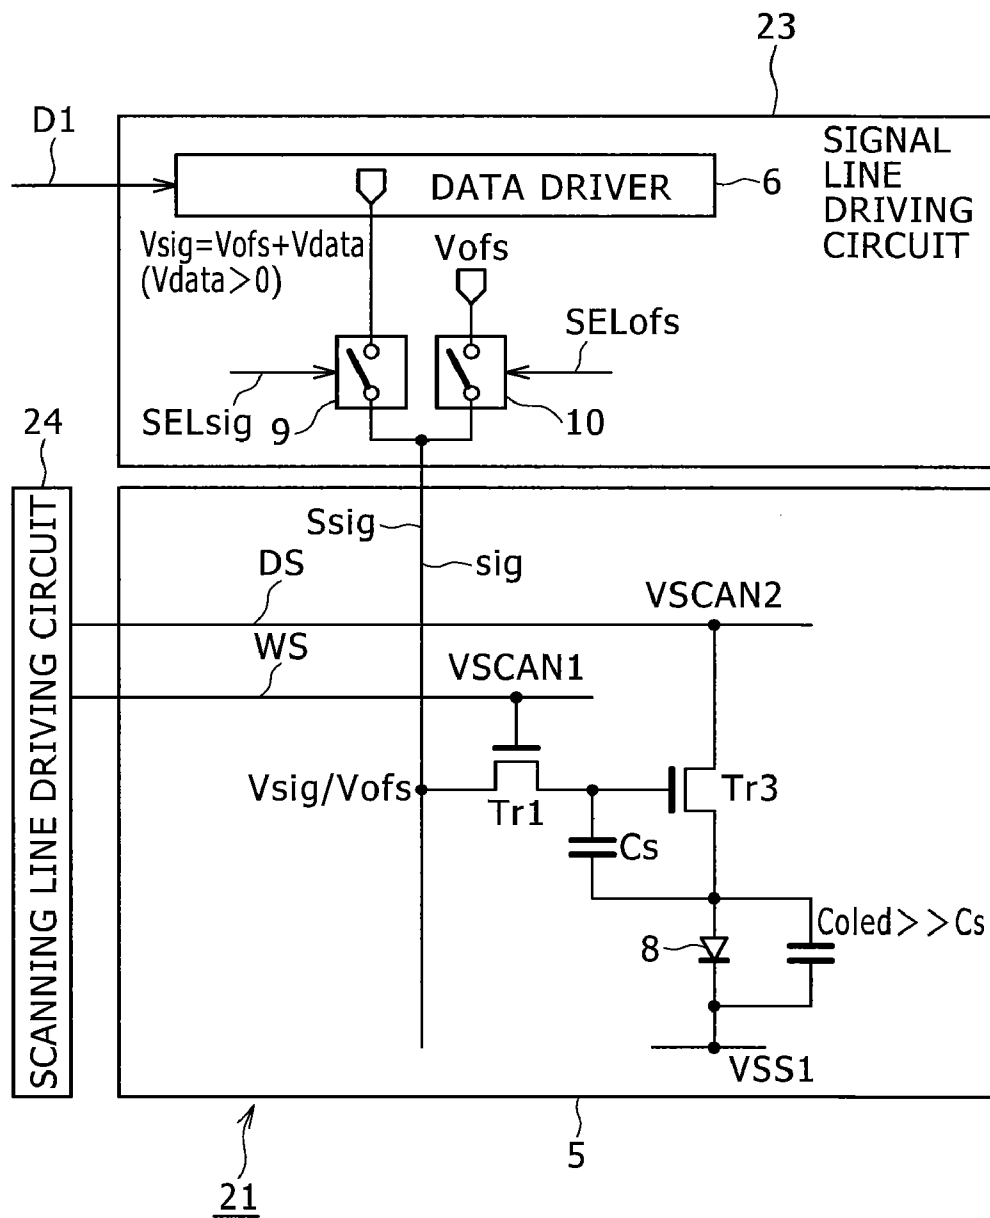 23
D1
SIGNAL
LINE
DRIVING
CIRCUIT
DATA DRIVER
6
Vsig=Vofs+Vdata
(Vdata>0)
Vofs
SELofs
SELsig
9
10
24
SCANNING LINE DRIVING CIRCUIT
Ssig
sig
DS
VSCAN2
WS
VSCAN1
Vsig/Vofs
Tr1
Tr3
Cs
Coled>>Cs
8
VSS1
5
21